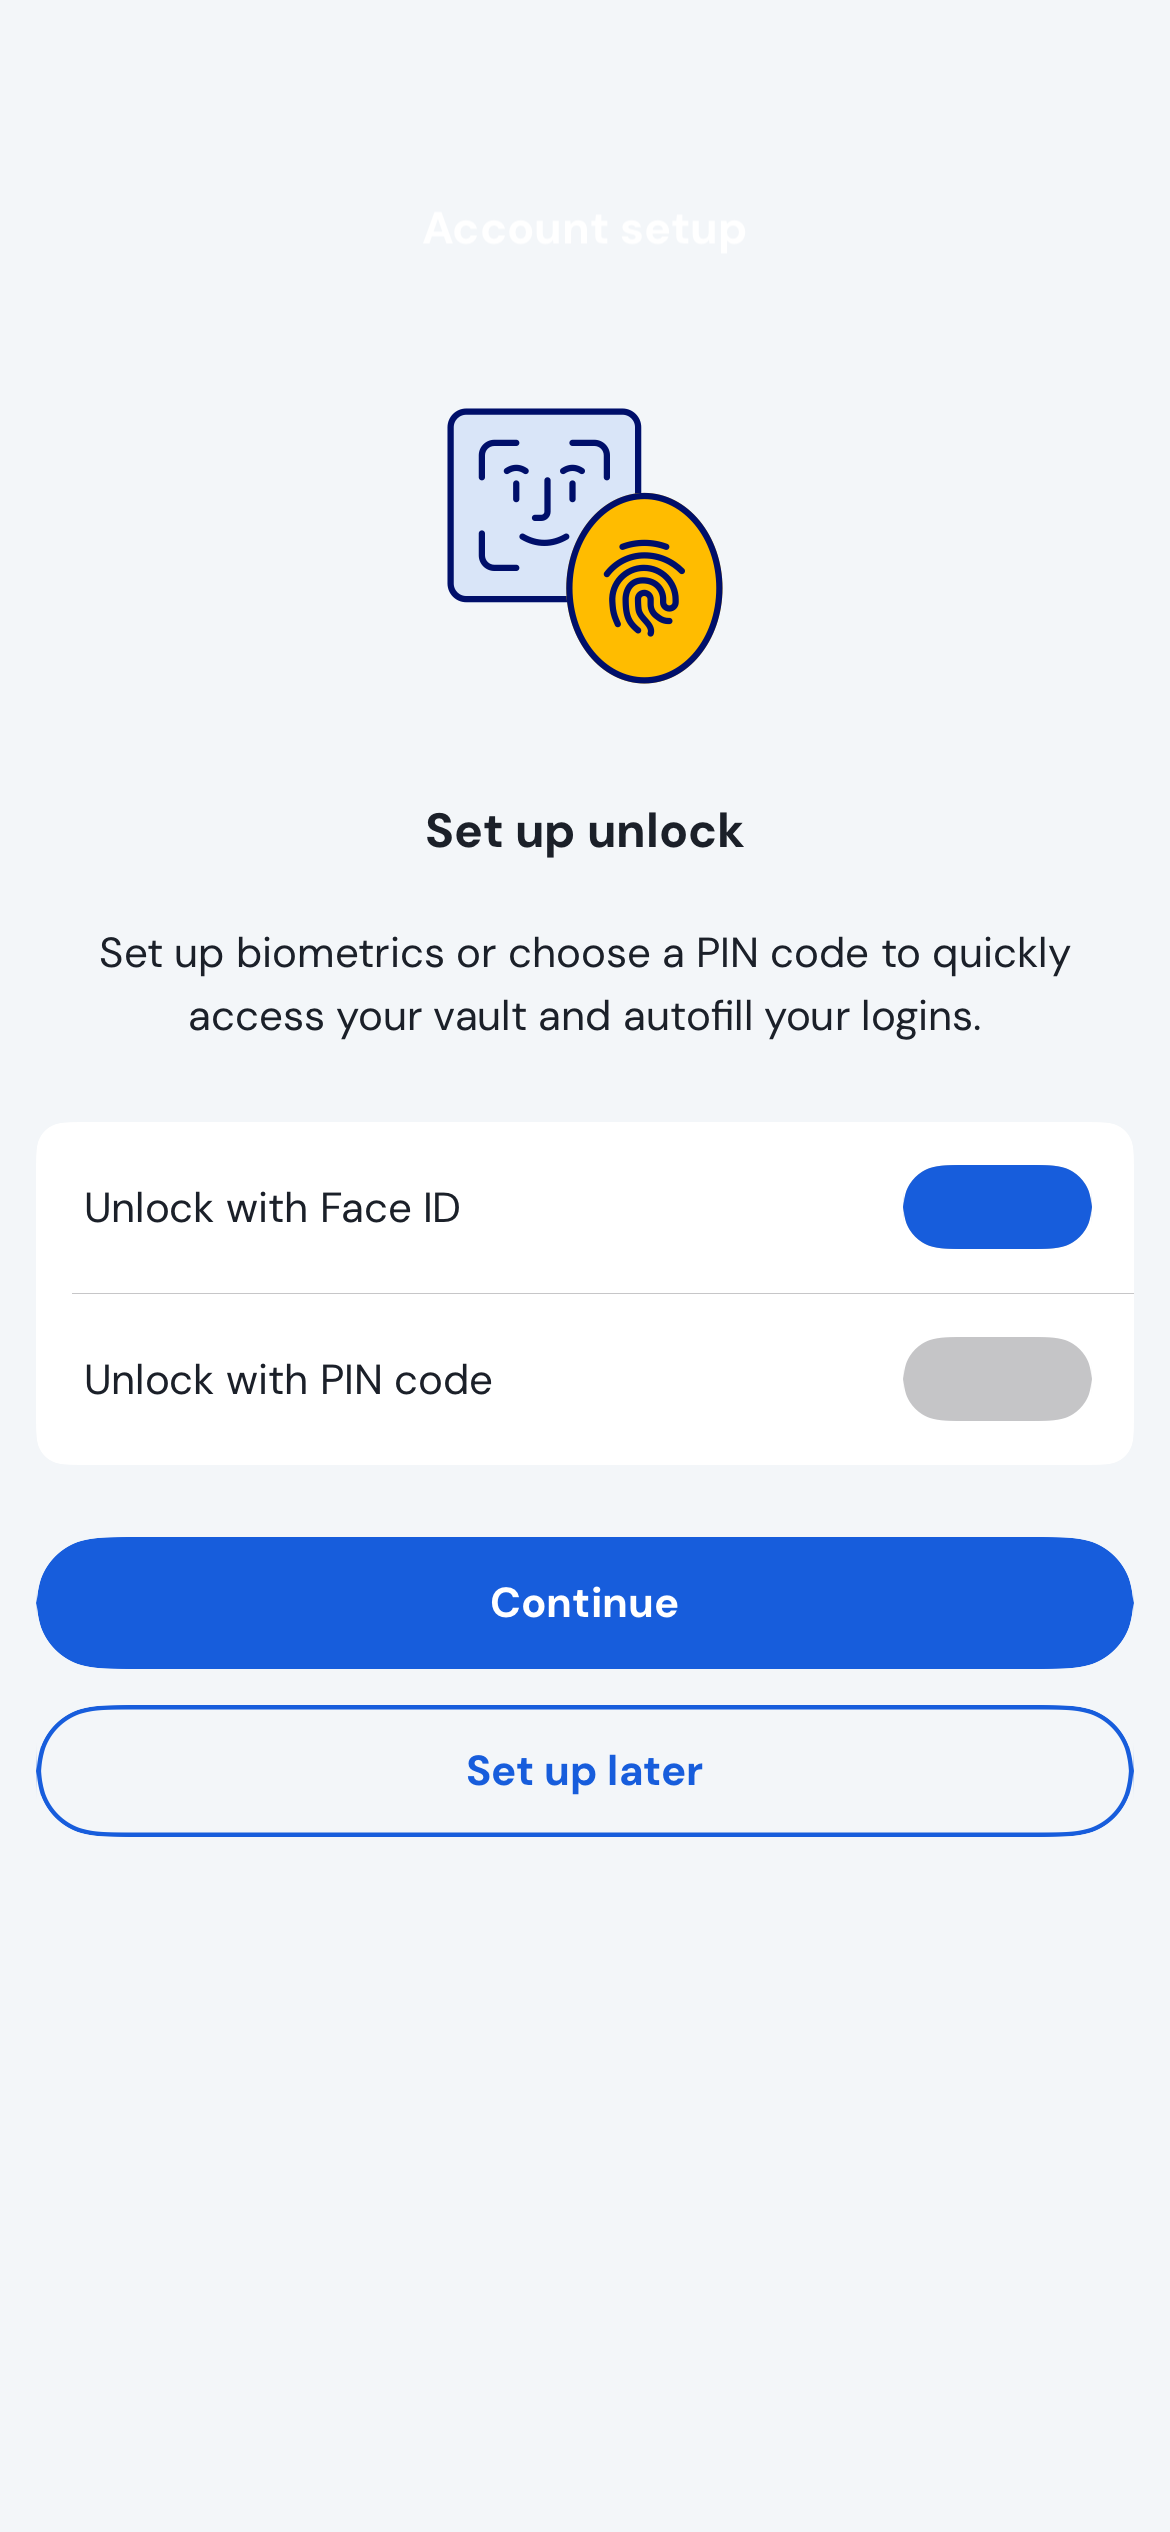 Account setup
Set up unlock
Set up biometrics or choose a PIN code to quickly
access your vault and autofill your logins.
Unlock with Face ID
Unlock with PIN code
Continue
Set up later